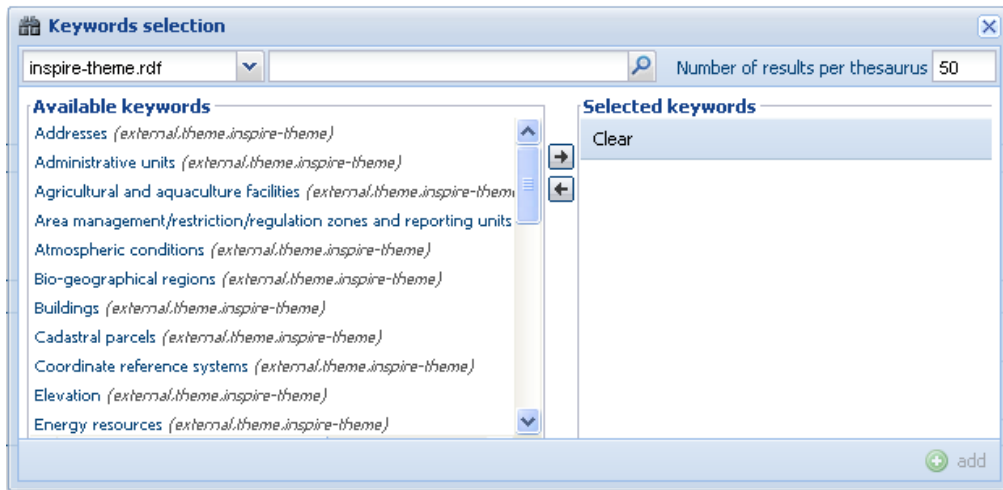 Keywords selection
inspire-theme.rdf Number of results per thesaurus 50
Available keywords
Addresses (external.theme.inspire-theme)
Administrative units (external.theme.inspire-theme)
Agricultural and aquaculture facilities (external.theme.inspire-them
Area management/restriction/regulation zones and reporting units
Atmospheric conditions (external.theme.inspire-theme)
Bio-geographical regions (external.theme.inspire-theme)
Buildings (external.theme.inspire-theme)
Cadastral parcels (external.theme.inspire-theme)
Coordinate reference systems (external.theme.inspire-theme)
Elevation (external.theme.inspire-theme)
Energy resources (external.theme.inspire-theme)
Selected keywords
Clear
add